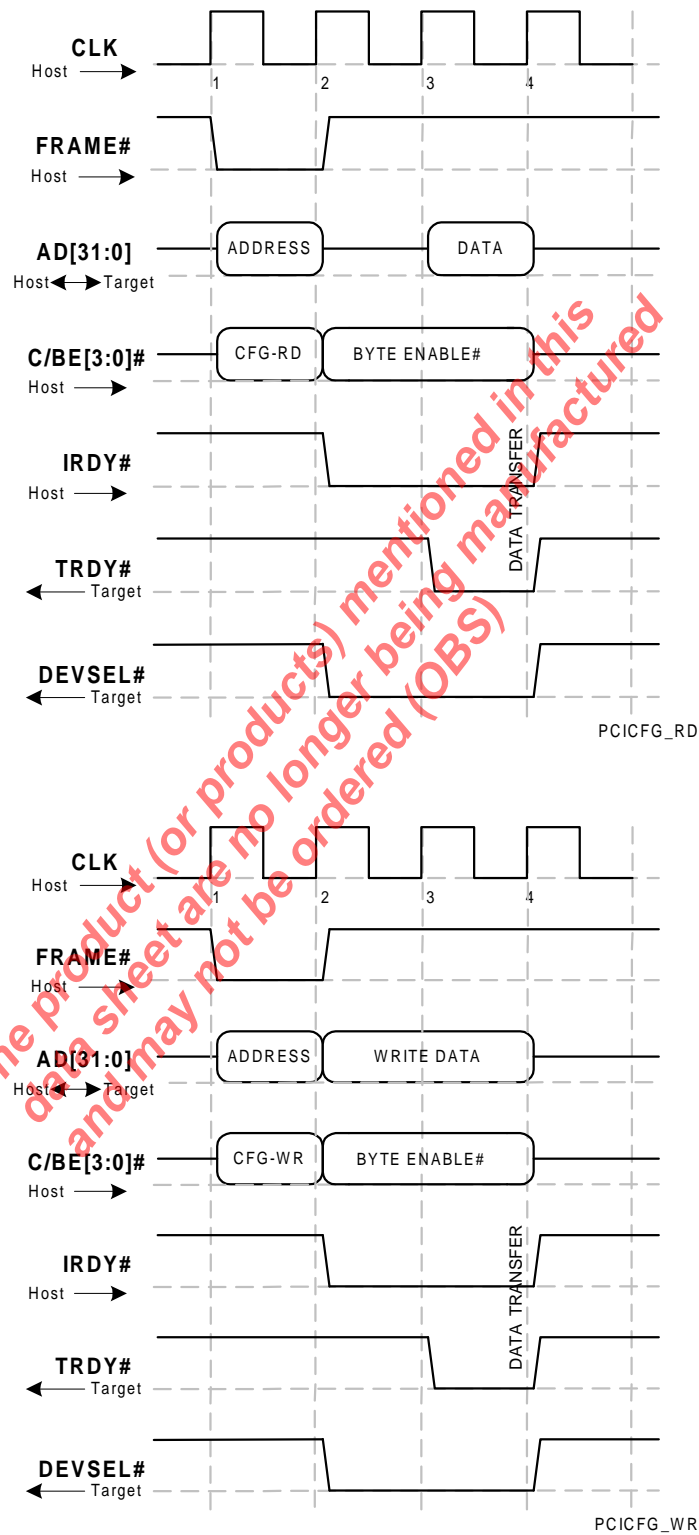 CLK
Host
1 2 3 4
FRAME#
Host
AD[31:0]
ADDRESS DATA
Host Target
C/BE[3:0]#
CFG-RD BYTE ENABLE#
Host
IRDY#
Host
DATA TRANSFER
TRDY#
Target
DEVSEL#
Target
PCICFG_RD
CLK
Host
1 2 3 4
FRAME#
Host
AD[31:0]
ADDRESS WRITE DATA
Host Target
C/BE[3:0]#
CFG-WR BYTE ENABLE#
Host
IRDY#
Host
DATA TRANSFER
TRDY#
Target
DEVSEL#
Target
PCICFG_WR
product (or products) mentioned in this
data sheet are no longer being manufactured
and may not be ordered (OBS)